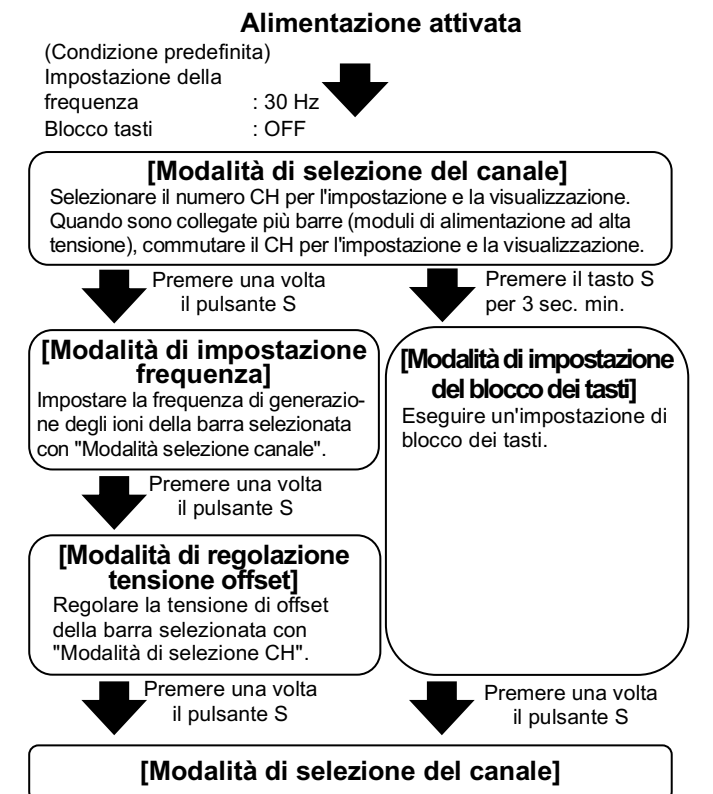 Alimentazione attivata
(Condizione predefinita)
Impostazione della
frequenza : 30 Hz
Blocco tasti : OFF
[Modalità di selezione del canale]
Selezionare il numero CH per l'impostazione e la visualizzazione.
Quando sono collegate più barre (moduli di alimentazione ad alta
tensione), commutare il CH per l'impostazione e la visualizzazione.
Premere una volta
il pulsante S
Premere il tasto S
per 3 sec. min.
[Modalità di impostazione
frequenza]
Impostare la frequenza di generazio-
ne degli ioni della barra selezionata
con "Modalità selezione canale".
[Modalità di impostazione
del blocco dei tasti]
Eseguire un'impostazione di
blocco dei tasti.
Premere una volta
il pulsante S
[Modalità di regolazione
tensione offset]
Regolare la tensione di offset
della barra selezionata con
"Modalità di selezione CH".
Premere una volta
il pulsante S
Premere una volta
il pulsante S
[Modalità di selezione del canale]